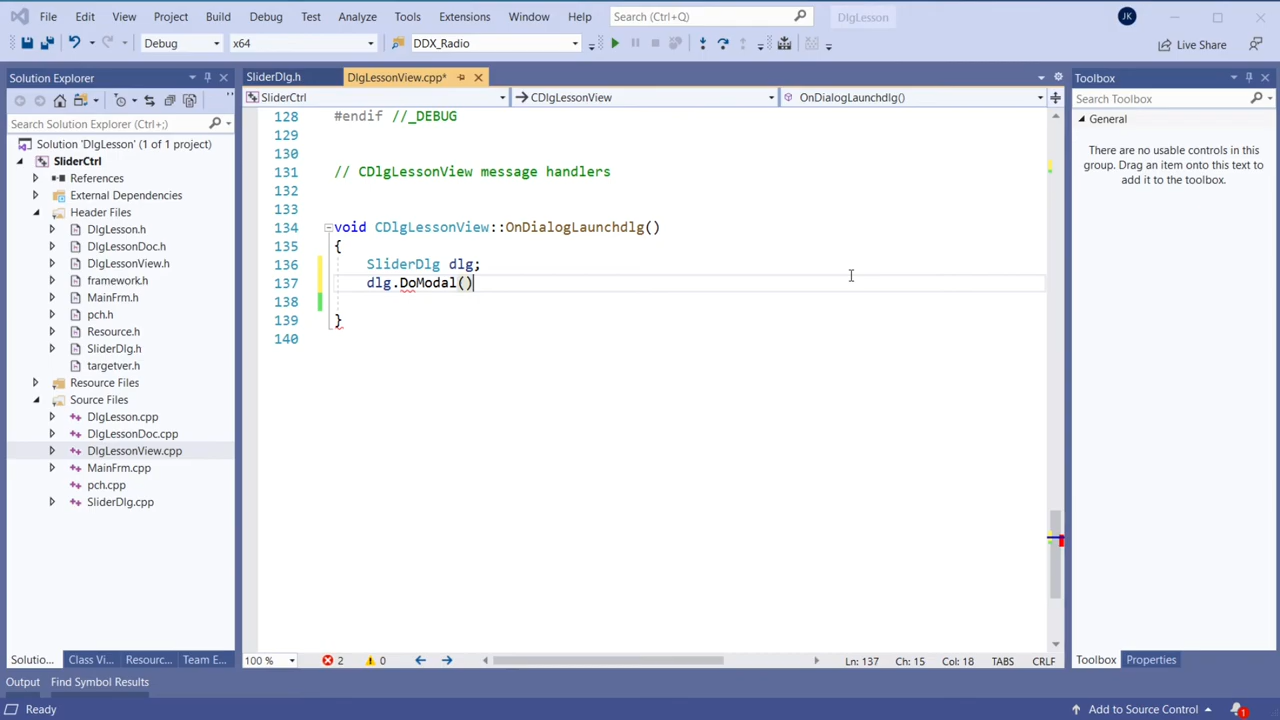 File Edit View Project Build Debug Test Analyze Tools Extensions Window Help Search (Ctrl+Q) DlgLesson JK
Debug x64 DDX_Radio Live Share
Solution Explorer SliderDlg.h DlgLessonView.cpp* Toolbox
SliderCtrl CDlgLessonView OnDialogLaunchdlg() Search Toolbox
Search Solution Explorer (Ctrl+;)
General
There are no usable controls in this
group. Drag an item onto this text to
add it to the toolbox.
Solution 'DlgLesson' (1 of 1 project)
SliderCtrl
References
External Dependencies
Header Files
DlgLesson.h
DlgLessonDoc.h
DlgLessonView.h
framework.h
MainFrm.h
pch.h
Resource.h
SliderDlg.h
targetver.h
Resource Files
Source Files
DlgLesson.cpp
DlgLessonDoc.cpp
DlgLessonView.cpp
MainFrm.cpp
pch.cpp
SliderDlg.cpp
128 #endif //_DEBUG
129
130
131 // CDlgLessonView message handlers
132
133
134 void CDlgLessonView::OnDialogLaunchdlg()
135 {
136 SliderDlg dlg;
137 dlg.DoModal()
138
139 }
140
Solutio... Class Vi... Resourc... Team E... 100 % 2 0 Ln: 137 Ch: 15 Col: 18 TABS CRLF Toolbox Properties
Output Find Symbol Results
Ready Add to Source Control 1